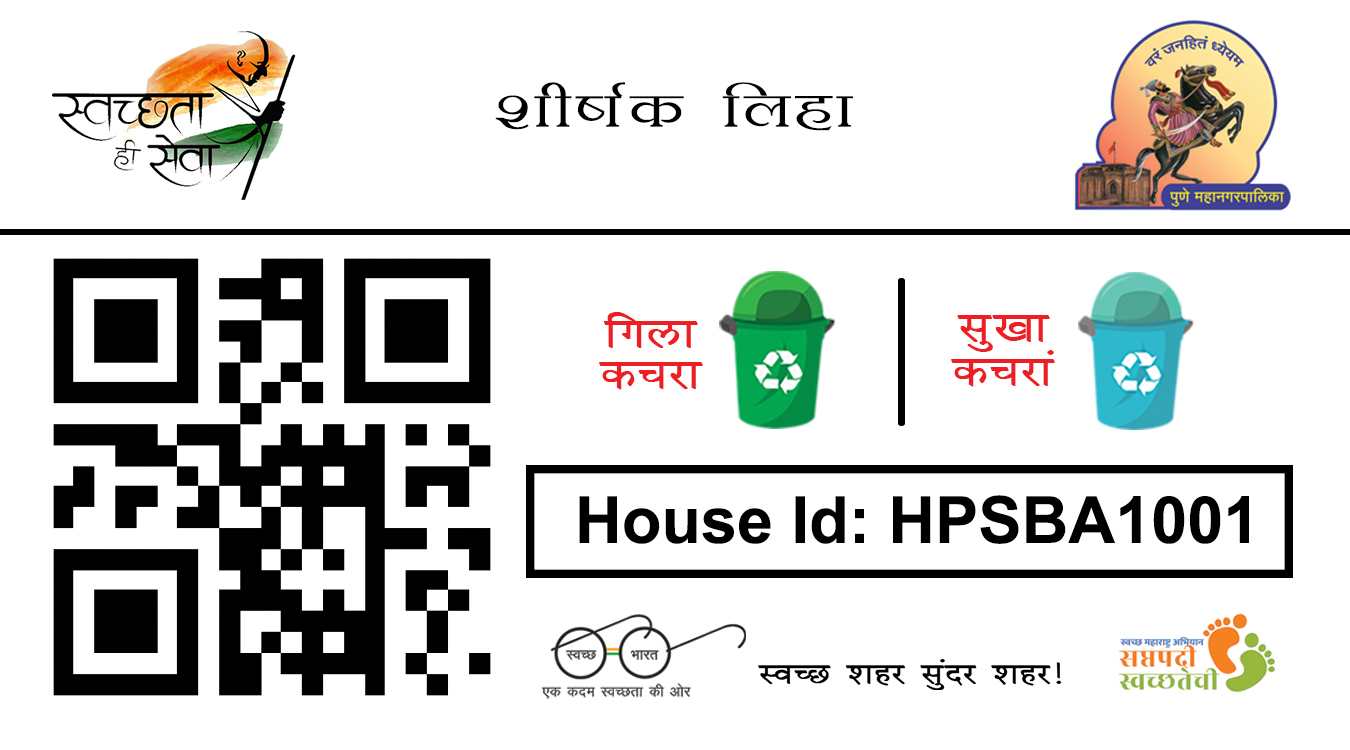 स्वच्छता
ही सेवा
शीर्षक लिहा
वरं जनहितं ध्येयम
पुणे महानगरपालिका
गिला
कचरा
सुखा
कचरां
House Id: HPSBA1001
स्वच्छ भारत
एक कदम स्वच्छता की ओर
स्वच्छ शहर सुंदर शहर!
स्वच्छ महाराष्ट्र अभियान
सप्तपदी
स्वच्छतेची